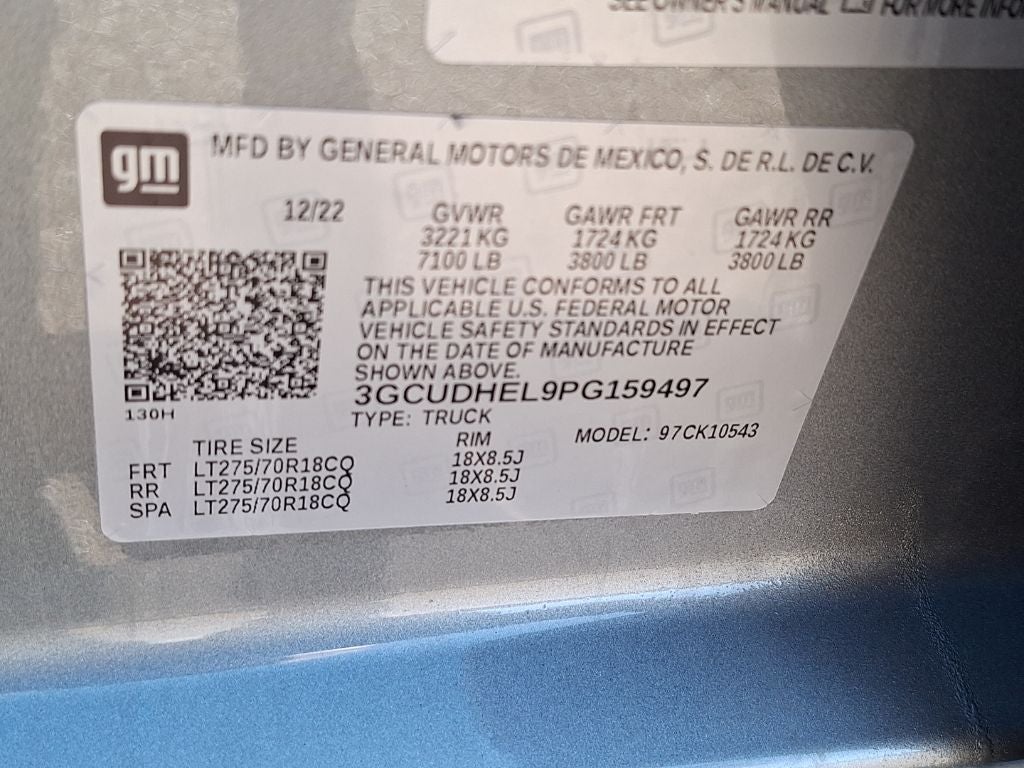 SEE OWNER'S MANUAL FOR MORE
gm
MFD BY GENERAL MOTORS DE MEXICO, S. DE R.L. DE C.V.
12/22 GVWR GAWR FRT GAWR RR
3221 KG 1724 KG 1724 KG
7100 LB 3800 LB 3800 LB
THIS VEHICLE CONFORMS TO ALL
APPLICABLE U.S. FEDERAL MOTOR
VEHICLE SAFETY STANDARDS IN EFFECT
ON THE DATE OF MANUFACTURE
SHOWN ABOVE.
3GCUDHEL9PG159497
130H
TYPE: TRUCK
MODEL: 97CK10543
TIRE SIZE RIM
FRT LT275/70R18CQ 18X8.5J
RR LT275/70R18CQ 18X8.5J
SPA LT275/70R18CQ 18X8.5J